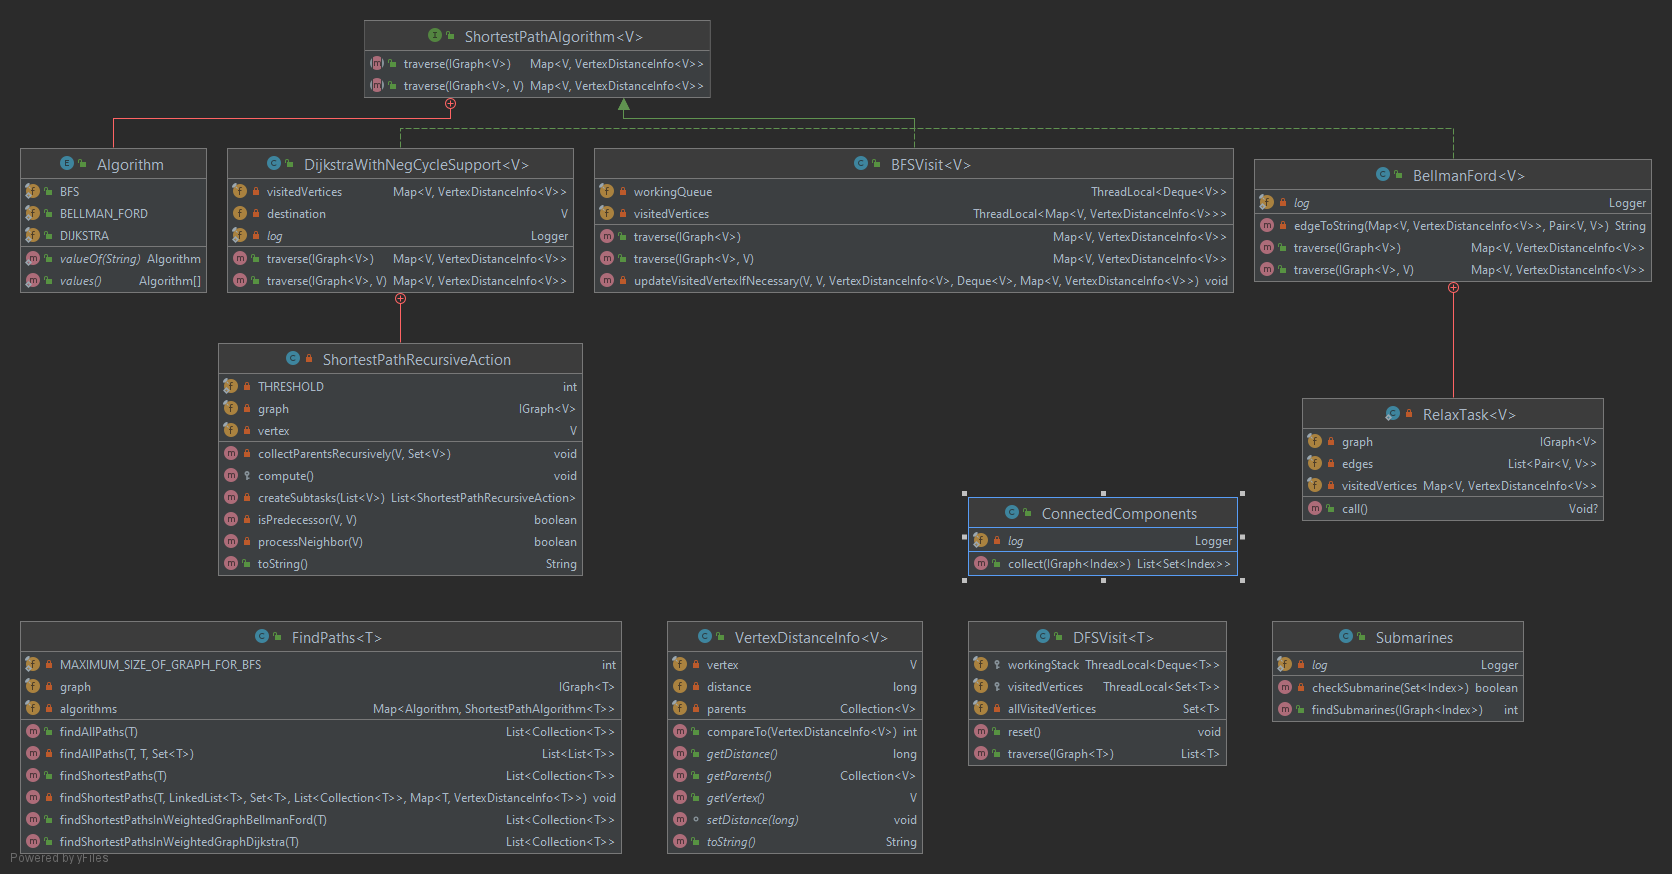 ShortestPathAlgorithm<V>
traverse(IGraph<V>) Map<V, VertexDistanceInfo<V>>
traverse(IGraph<V>, V) Map<V, VertexDistanceInfo<V>>
Algorithm
BFS
BELLMAN_FORD
DIJKSTRA
valueOf(String) Algorithm
values() Algorithm[]
DijkstraWithNegCycleSupport<V>
visitedVertices Map<V, VertexDistanceInfo<V>>
destination V
log Logger
traverse(IGraph<V>) Map<V, VertexDistanceInfo<V>>
traverse(IGraph<V>, V) Map<V, VertexDistanceInfo<V>>
BFSVisit<V>
workingQueue ThreadLocal<Deque<V>>
visitedVertices ThreadLocal<Map<V, VertexDistanceInfo<V>>>
traverse(IGraph<V>) Map<V, VertexDistanceInfo<V>>
traverse(IGraph<V>, V) Map<V, VertexDistanceInfo<V>>
updateVisitedVertexIfNecessary(V, V, VertexDistanceInfo<V>, Deque<V>, Map<V, VertexDistanceInfo<V>>) void
BellmanFord<V>
log Logger
edgeToString(Map<V, VertexDistanceInfo<V>>, Pair<V, V>) String
traverse(IGraph<V>) Map<V, VertexDistanceInfo<V>>
traverse(IGraph<V>, V) Map<V, VertexDistanceInfo<V>>
ShortestPathRecursiveAction
THRESHOLD int
graph IGraph<V>
vertex V
collectParentsRecursively(V, Set<V>) void
compute() void
createSubtasks(List<V>) List<ShortestPathRecursiveAction>
isPredecessor(V, V) boolean
processNeighbor(V) boolean
toString() String
RelaxTask<V>
graph IGraph<V>
edges List<Pair<V, V>>
visitedVertices Map<V, VertexDistanceInfo<V>>
call() Void?
ConnectedComponents
log Logger
collect(IGraph<Index>) List<Set<Index>>
FindPaths<T>
MAXIMUM_SIZE_OF_GRAPH_FOR_BFS int
graph IGraph<T>
algorithms Map<Algorithm, ShortestPathAlgorithm<T>>
findAllPaths(T) List<Collection<T>>
findAllPaths(T, T, Set<T>) List<List<T>>
findShortestPaths(T) List<Collection<T>>
findShortestPaths(T, LinkedList<T>, Set<T>, List<Collection<T>>, Map<T, VertexDistanceInfo<T>>) void
findShortestPathsInWeightedGraphBellmanFord(T) List<Collection<T>>
findShortestPathsInWeightedGraphDijkstra(T) List<Collection<T>>
VertexDistanceInfo<V>
vertex V
distance long
parents Collection<V>
compareTo(VertexDistanceInfo<V>) int
getDistance() long
getParents() Collection<V>
getVertex() V
setDistance(long) void
toString() String
DFSVisit<T>
workingStack ThreadLocal<Deque<T>>
visitedVertices ThreadLocal<Set<T>>
allVisitedVertices Set<T>
reset() void
traverse(IGraph<T>) List<T>
Submarines
log Logger
checkSubmarine(Set<Index>) boolean
findSubmarines(IGraph<Index>) int
Powered by yFiles